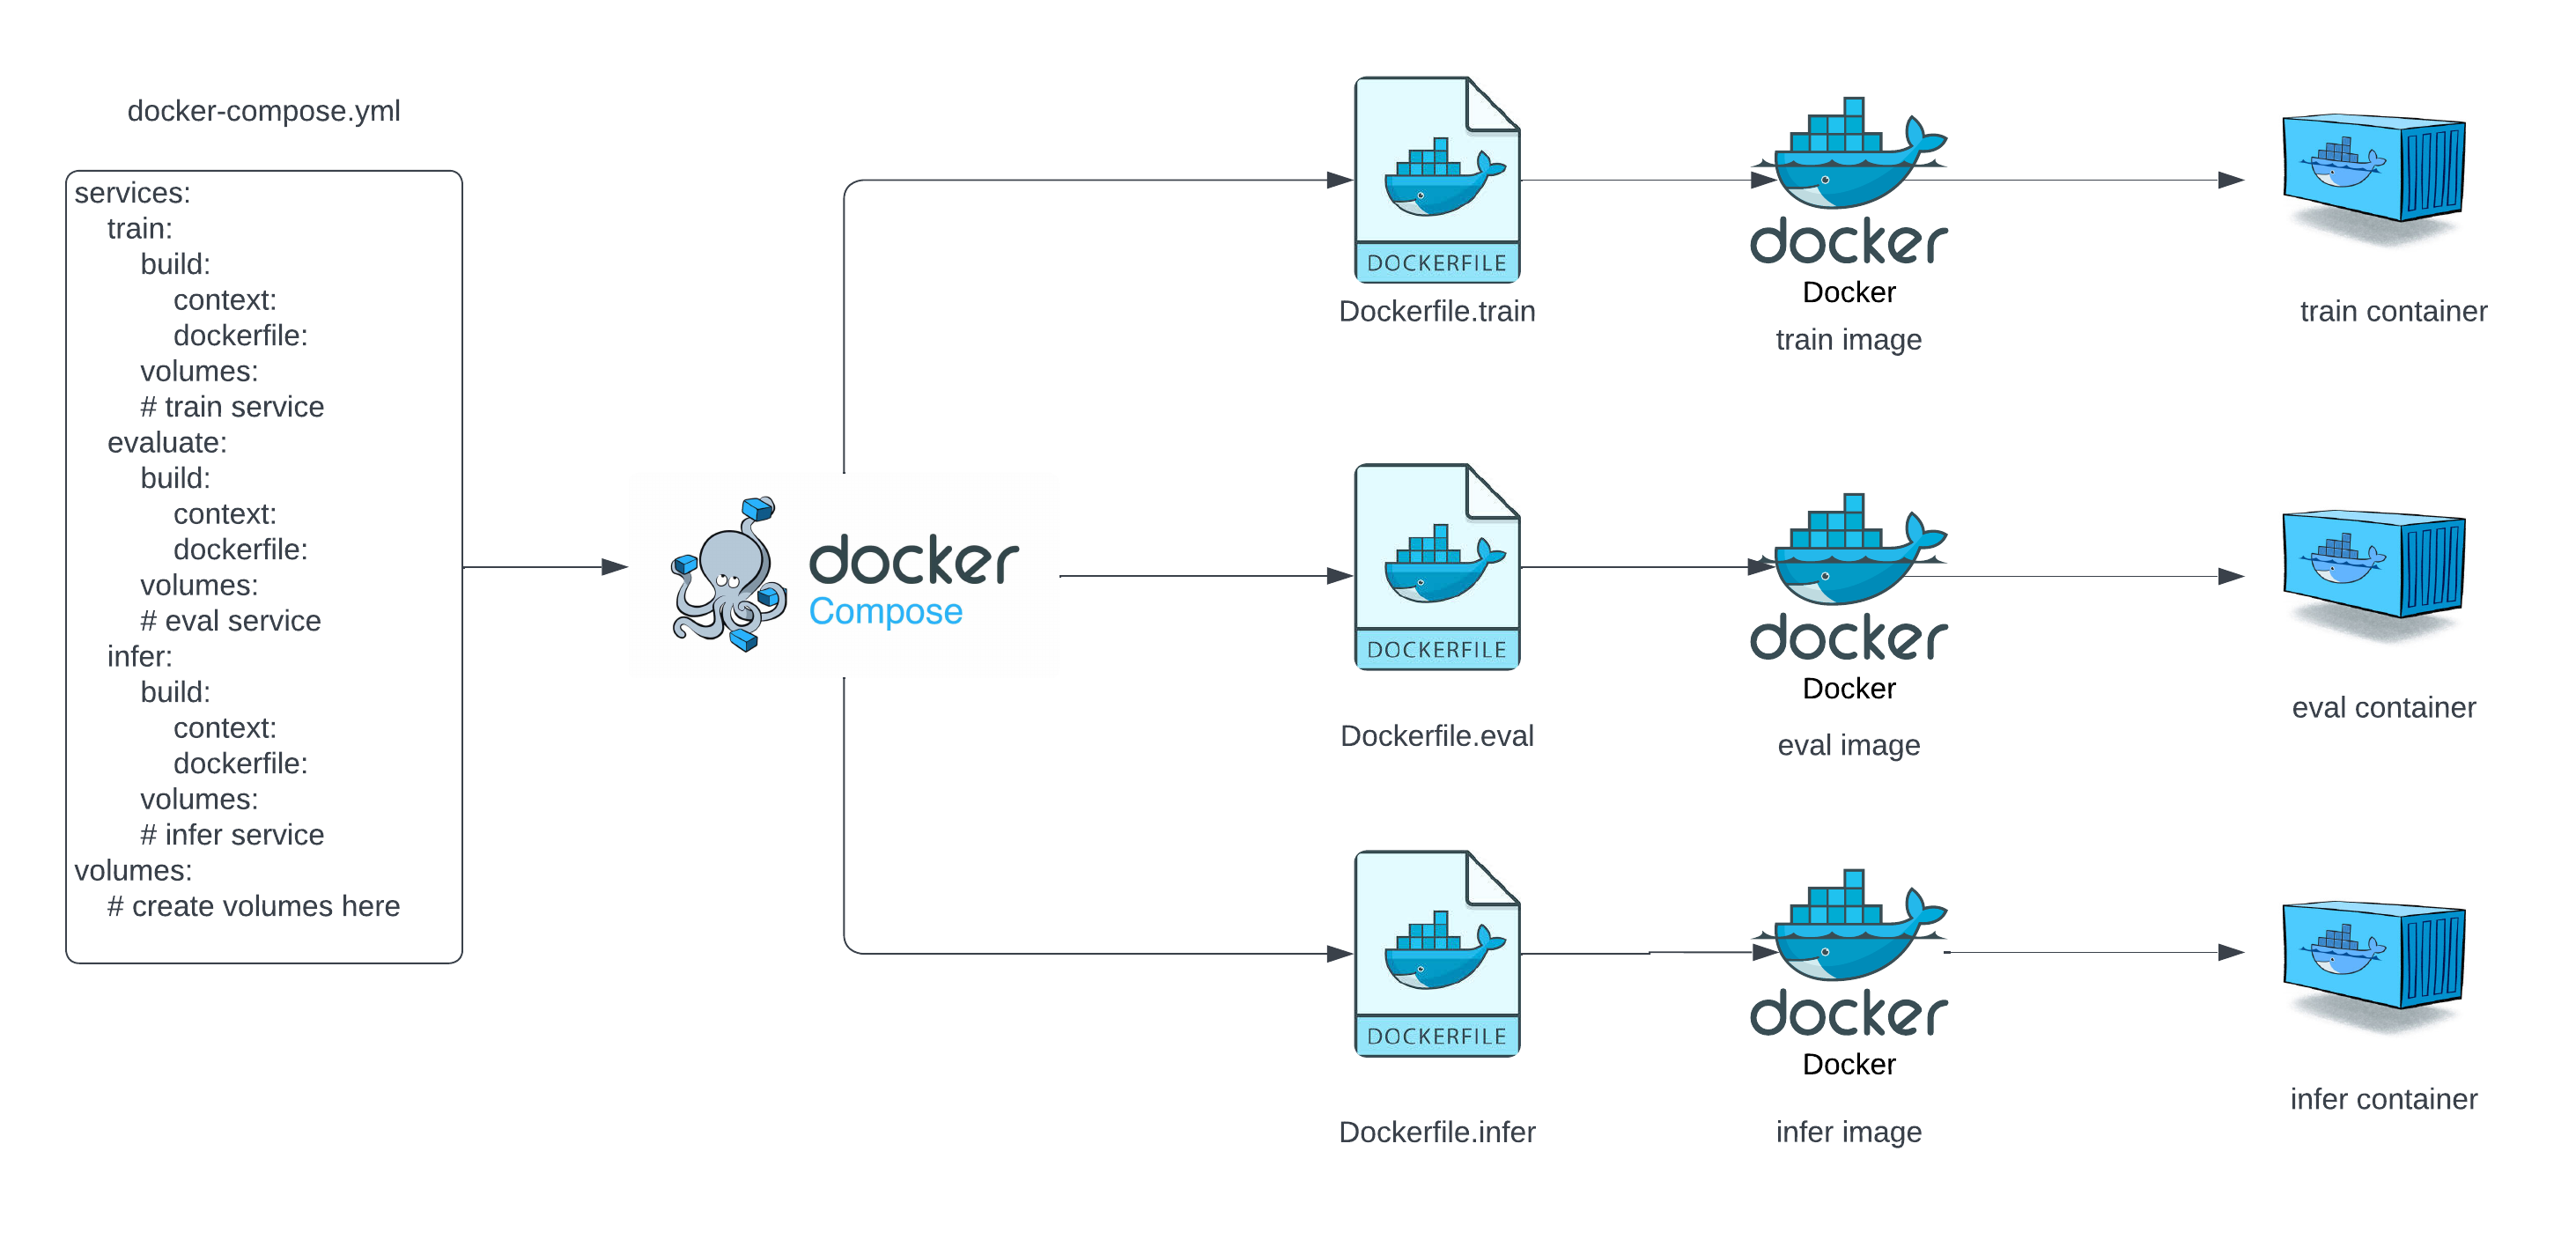 docker-compose.yml
services:
train:
build:
context:
dockerfile:
volumes:
# train service
evaluate:
build:
context:
dockerfile:
volumes:
# eval service
infer:
build:
context:
dockerfile:
volumes:
# infer service
volumes:
# create volumes here
docker
Compose
DOCKERFILE
Dockerfile.train
docker
Docker
train image
train container
DOCKERFILE
Dockerfile.eval
docker
Docker
eval image
eval container
DOCKERFILE
Dockerfile.infer
docker
Docker
infer image
infer container